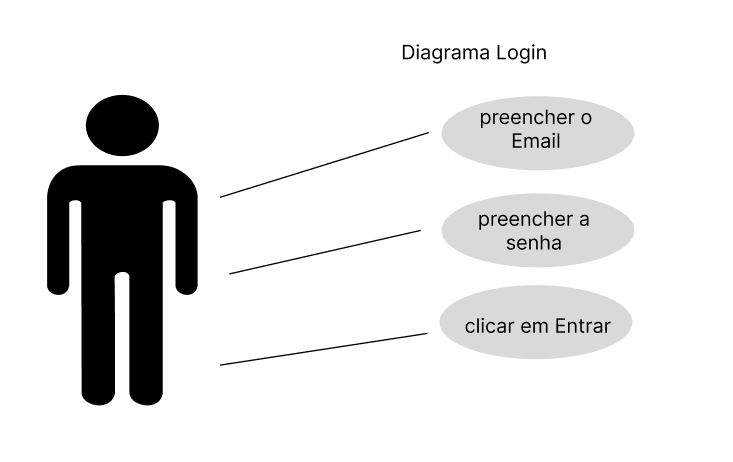 Diagrama Login
preencher o
Email
preencher a
senha
clicar em Entrar